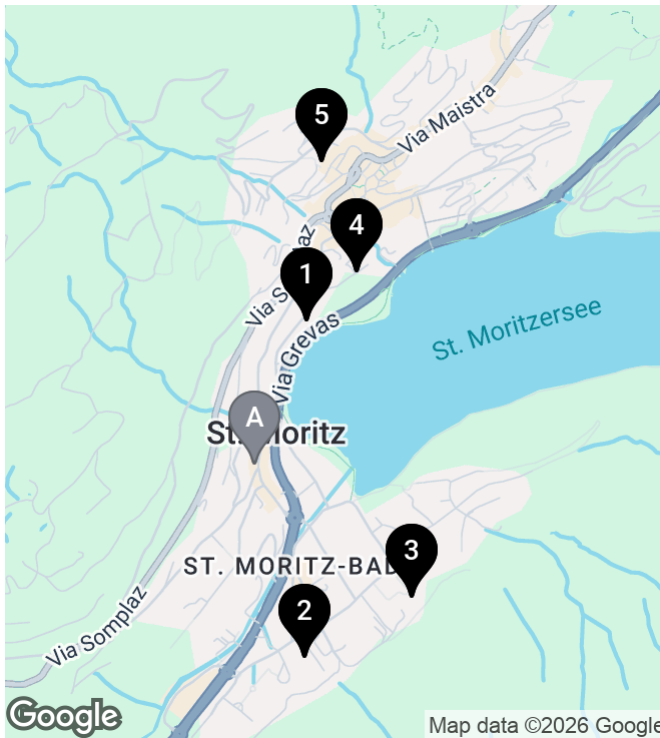 5
Via Maistra
4
1
Via S
az
St. Moritzersee
Via Grevas
A
St. Moritz
3
ST. MORITZ-BAD
2
Via Somplaz
Google
Map data ©2026 Google